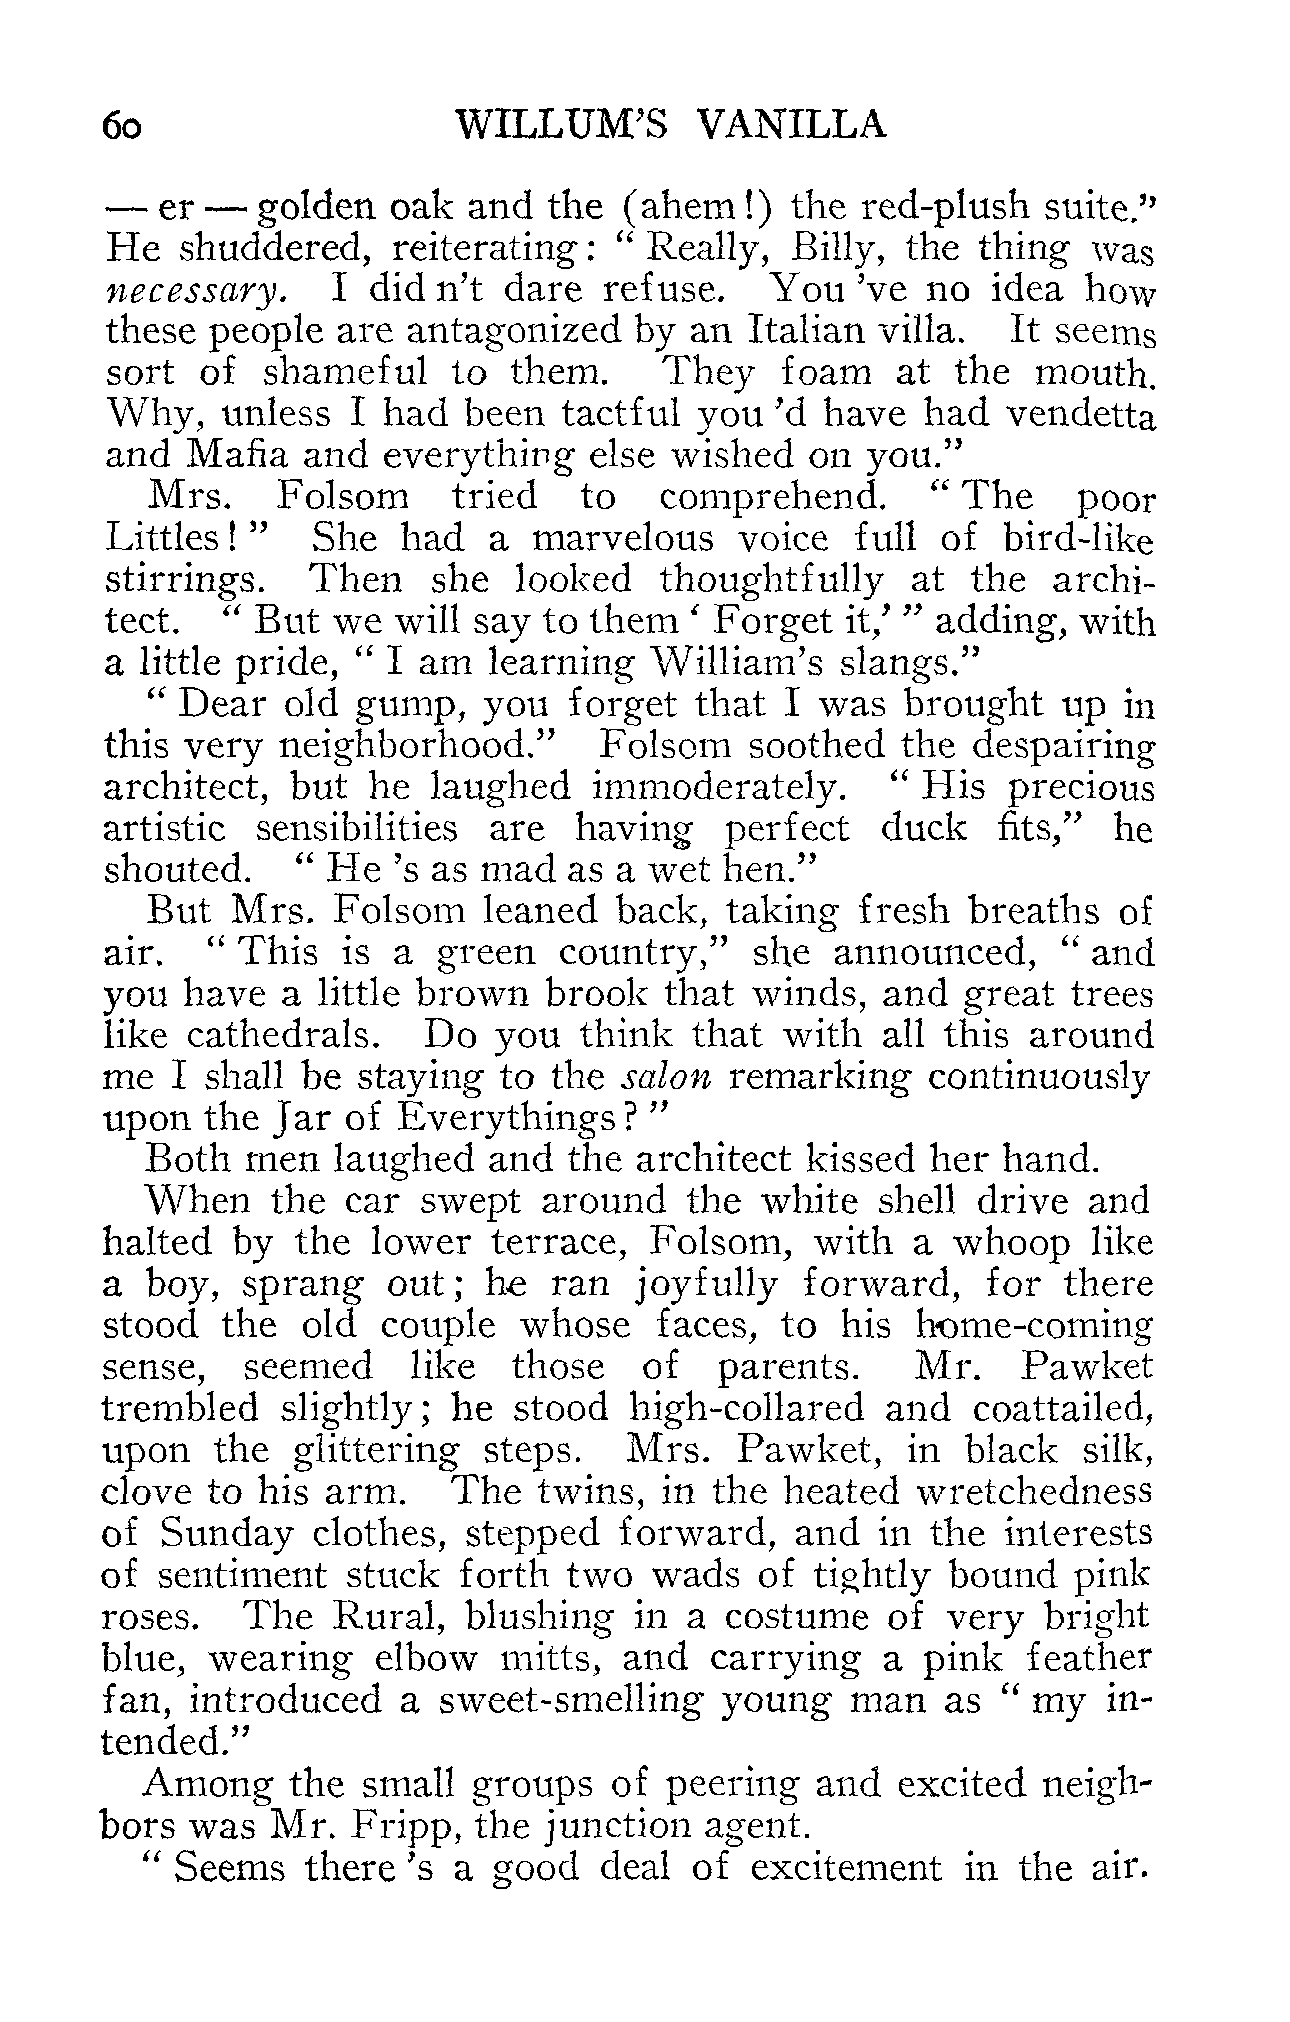 60 WILLUM'S VANILLA
— er — golden oak and the (ahem!) the red-plush suite."
He shuddered, reiterating: "Really, Billy, the thing was
necessary. I did n't dare refuse. You 've no idea how
these people are antagonized by an Italian villa. It seems
sort of shameful to them. They foam at the mouth.
Why, unless I had been tactful you 'd have had vendetta
and Mafia and everything else wished on you."
Mrs. Folsom tried to comprehend. "The poor
Littles!" She had a marvelous voice full of bird-like
stirrings. Then she looked thoughtfully at the archi-
tect. "But we will say to them 'Forget it,'" adding, with
a little pride, "I am learning William's slangs."
"Dear old gump, you forget that I was brought up in
this very neighborhood." Folsom soothed the despairing
architect, but he laughed immoderately. "His precious
artistic sensibilities are having perfect duck fits," he
shouted. "He 's as mad as a wet hen."
But Mrs. Folsom leaned back, taking fresh breaths of
air. "This is a green country," she announced, "and
you have a little brown brook that winds, and great trees
like cathedrals. Do you think that with all this around
me I shall be staying to the salon remarking continuously
upon the Jar of Everythings?"
Both men laughed and the architect kissed her hand.
When the car swept around the white shell drive and
halted by the lower terrace, Folsom, with a whoop like
a boy, sprang out; he ran joyfully forward, for there
stood the old couple whose faces, to his home-coming
sense, seemed like those of parents. Mr. Pawket
trembled slightly; he stood high-collared and coattailed,
upon the glittering steps. Mrs. Pawket, in black silk,
clove to his arm. The twins, in the heated wretchedness
of Sunday clothes, stepped forward, and in the interests
of sentiment stuck forth two wads of tightly bound pink
roses. The Rural, blushing in a costume of very bright
blue, wearing elbow mitts, and carrying a pink feather
fan, introduced a sweet-smelling young man as "my in-
tended."
Among the small groups of peering and excited neigh-
bors was Mr. Fripp, the junction agent.
"Seems there 's a good deal of excitement in the air.